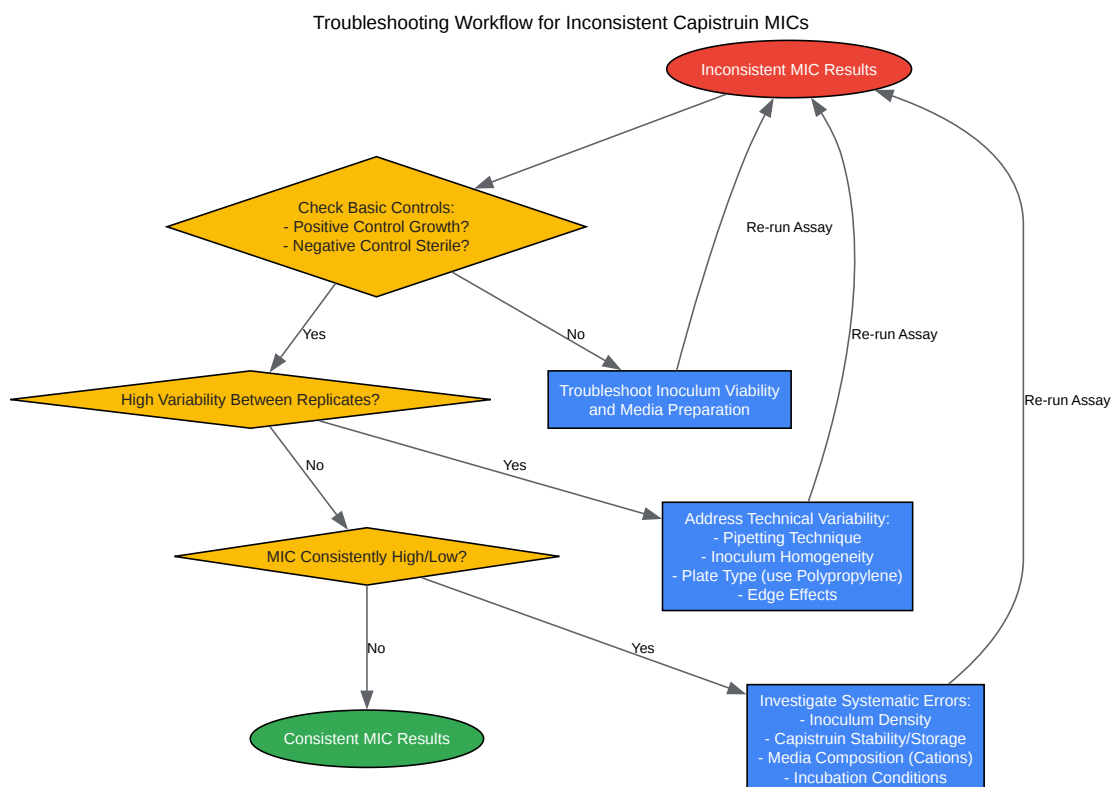 Troubleshooting Workflow for Inconsistent Capistruin MICs
Inconsistent MIC Results
Check Basic Controls:
- Positive Control Growth?
- Negative Control Sterile?
Re-run Assay
Yes
No
Re-run Assay
High Variability Between Replicates?
Troubleshoot Inoculum Viability
and Media Preparation
Re-run Assay
No
Yes
Address Technical Variability:
- Pipetting Technique
- Inoculum Homogeneity
- Plate Type (use Polypropylene)
- Edge Effects
MIC Consistently High/Low?
No
Yes
Investigate Systematic Errors:
- Inoculum Density
- Capistruin Stability/Storage
- Media Composition (Cations)
- Incubation Conditions
Consistent MIC Results